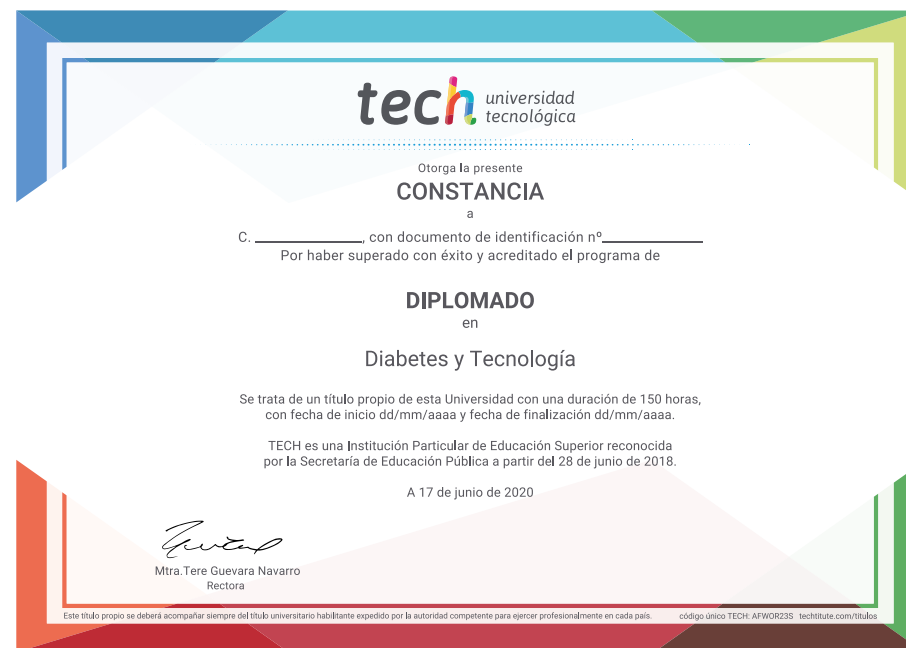 tech universidad
tecnológica
Otorga la presente
CONSTANCIA
a
C. ______________, con documento de identificación nº_____________
Por haber superado con éxito y acreditado el programa de
DIPLOMADO
en
Diabetes y Tecnología
Se trata de un título propio de esta Universidad con una duración de 150 horas,
con fecha de inicio dd/mm/aaaa y fecha de finalización dd/mm/aaaa.
TECH es una Institución Particular de Educación Superior reconocida
por la Secretaría de Educación Pública a partir del 28 de junio de 2018.
A 17 de junio de 2020
Mtra.Tere Guevara Navarro
Rectora
Este título propio se deberá acompañar siempre del título universitario habilitante expedido por la autoridad competente para ejercer profesionalmente en cada país. código único TECH: AFWOR23S techtitute.com/titulos